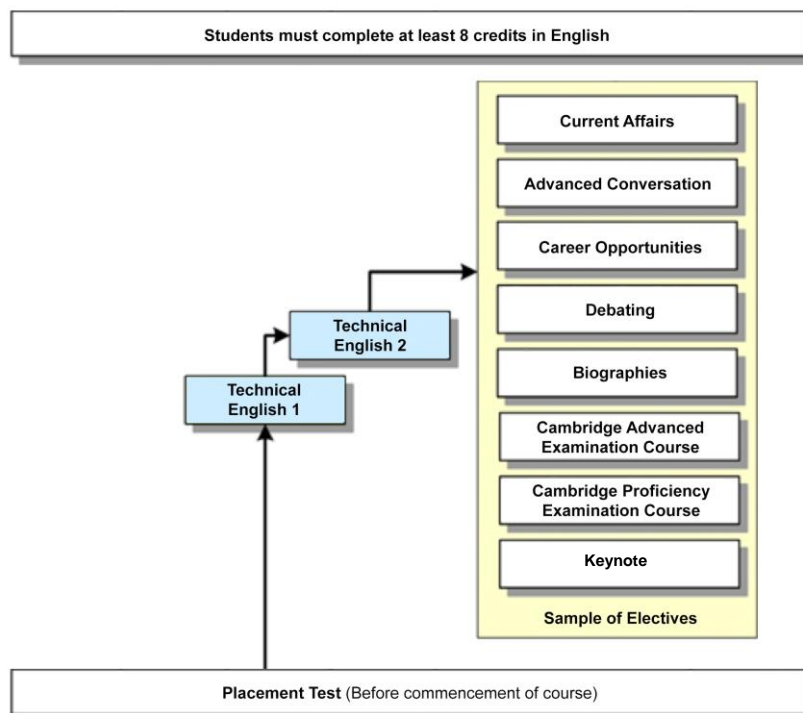 Students must complete at least 8 credits in English
Current Affairs
Advanced Conversation
Career Opportunities
Debating
Technical
English 2
Biographies
Technical
English 1
Cambridge Advanced
Examination Course
Cambridge Proficiency
Examination Course
Keynote
Sample of Electives
Placement Test (Before commencement of course)